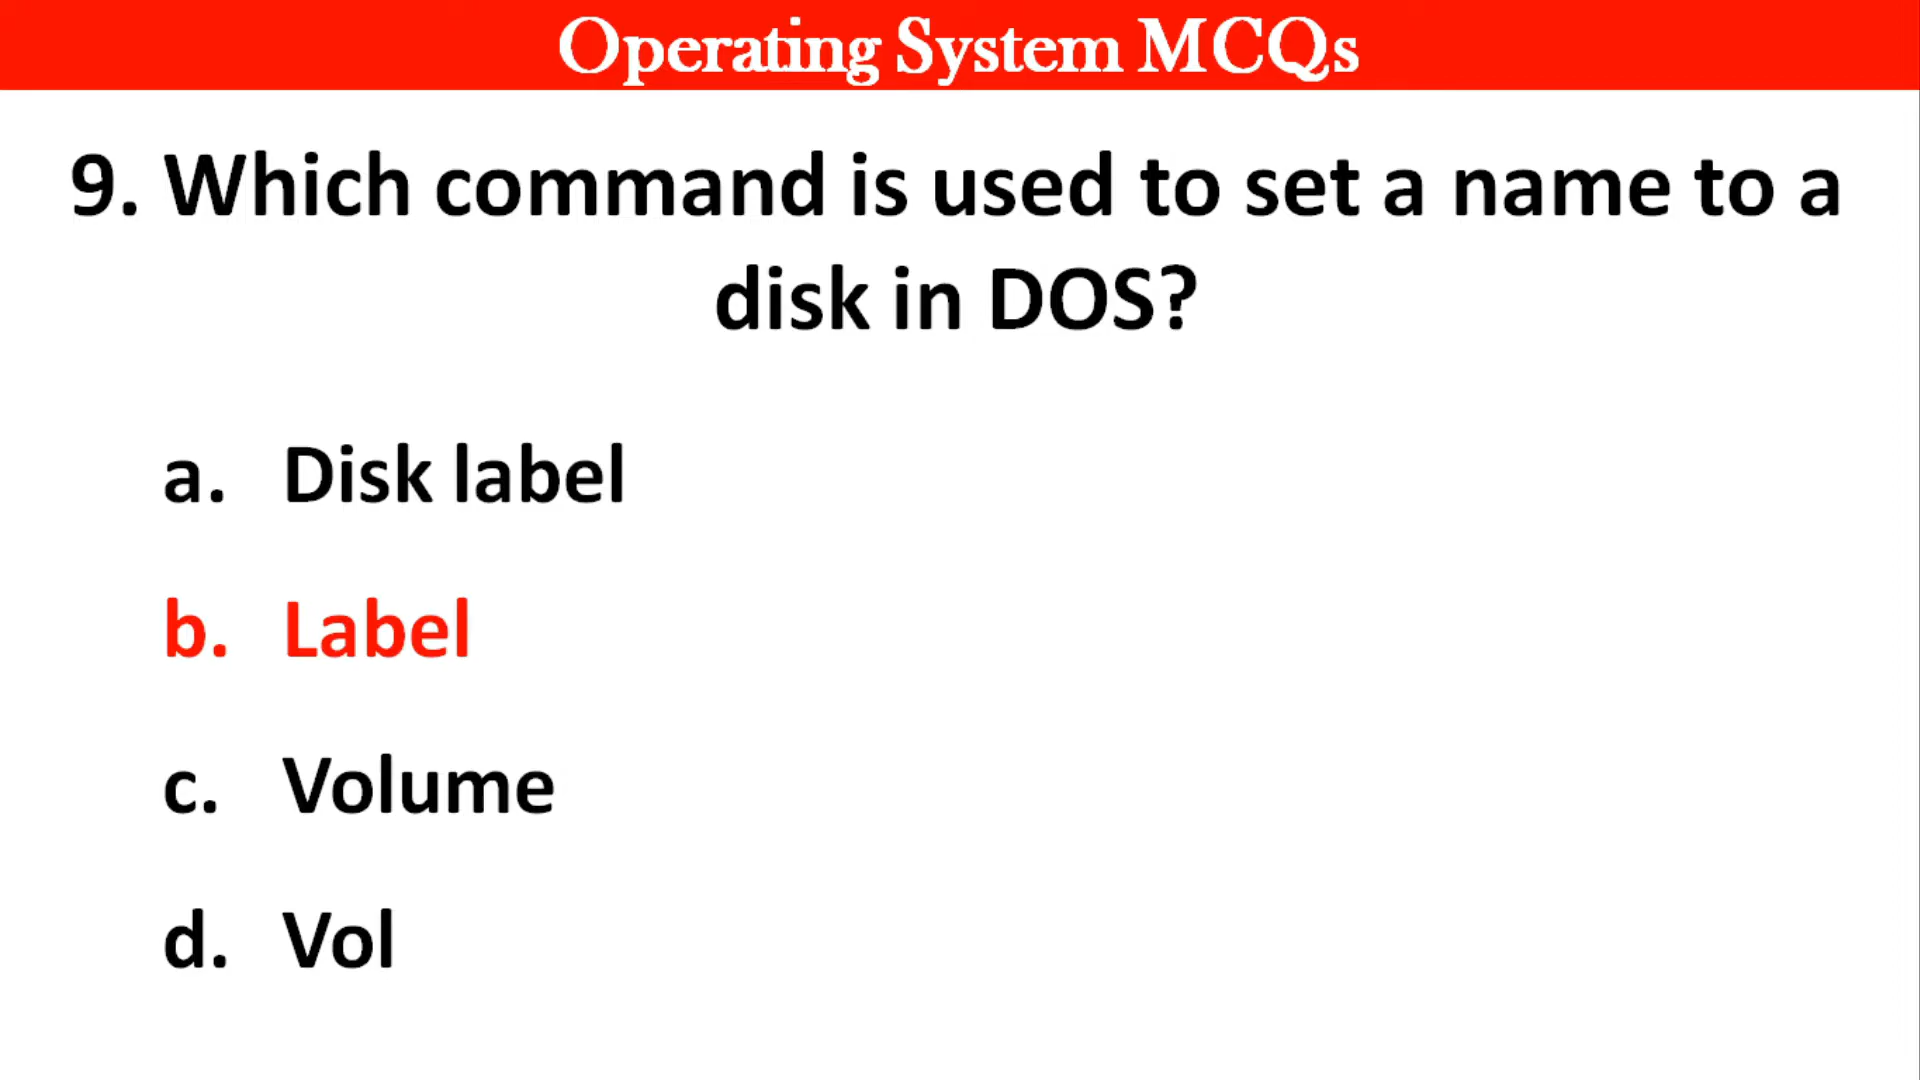 Operating System MCQs
9. Which command is used to set a name to a
disk in DOS?
a. Disk label
b. Label
c. Volume
d. Vol